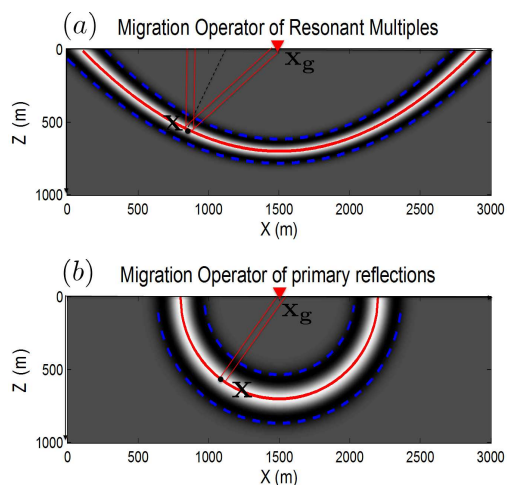 (a) Migration Operator of Resonant Multiples
0
x_g
x
Z (m)
500
1000
0 500 1000 1500 2000 2500 3000
X (m)
(b) Migration Operator of primary reflections
0
x_g
x
Z (m)
500
1000
0 500 1000 1500 2000 2500 3000
X (m)